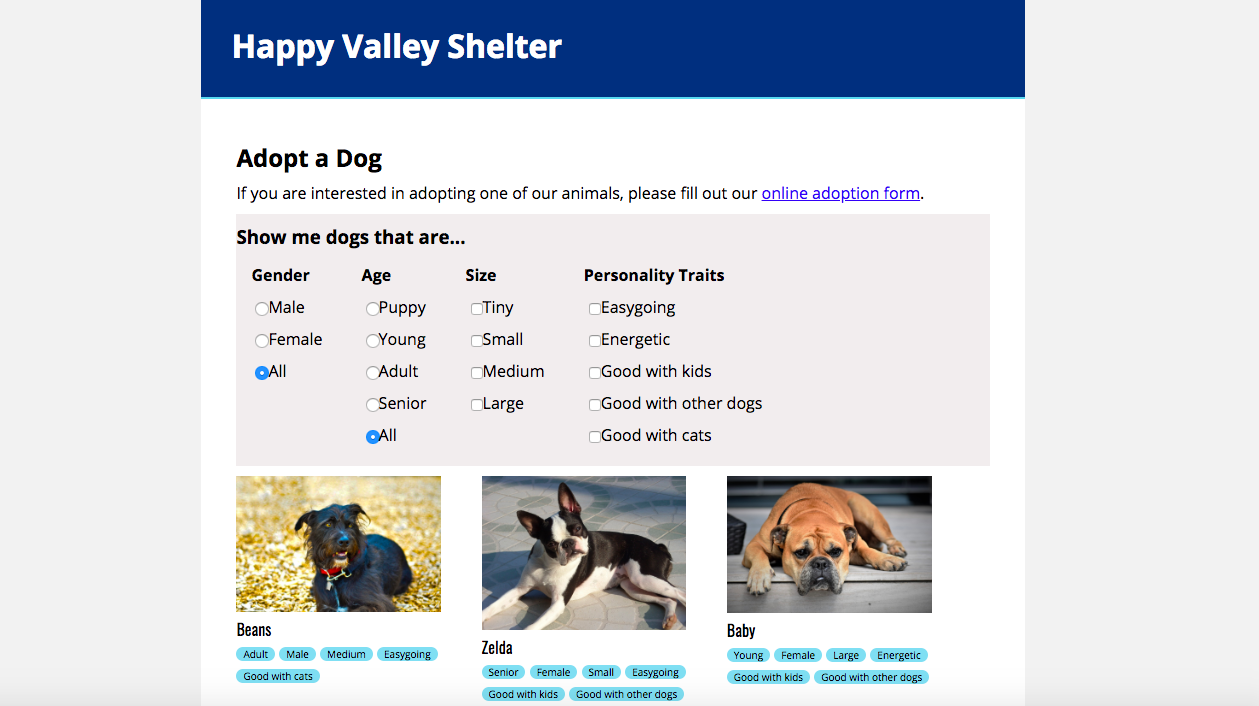 Happy Valley Shelter
Adopt a Dog
If you are interested in adopting one of our animals, please fill out our online adoption form.
Show me dogs that are...
Gender Age Size Personality Traits
Male Puppy Tiny Easygoing
Female Young Small Energetic
All Adult Medium Good with kids
Senior Large Good with other dogs
All Good with cats
Beans
Adult Male Medium Easygoing
Good with cats
Zelda
Senior Female Small Easygoing
Good with kids Good with other dogs
Baby
Young Female Large Energetic
Good with kids Good with other dogs